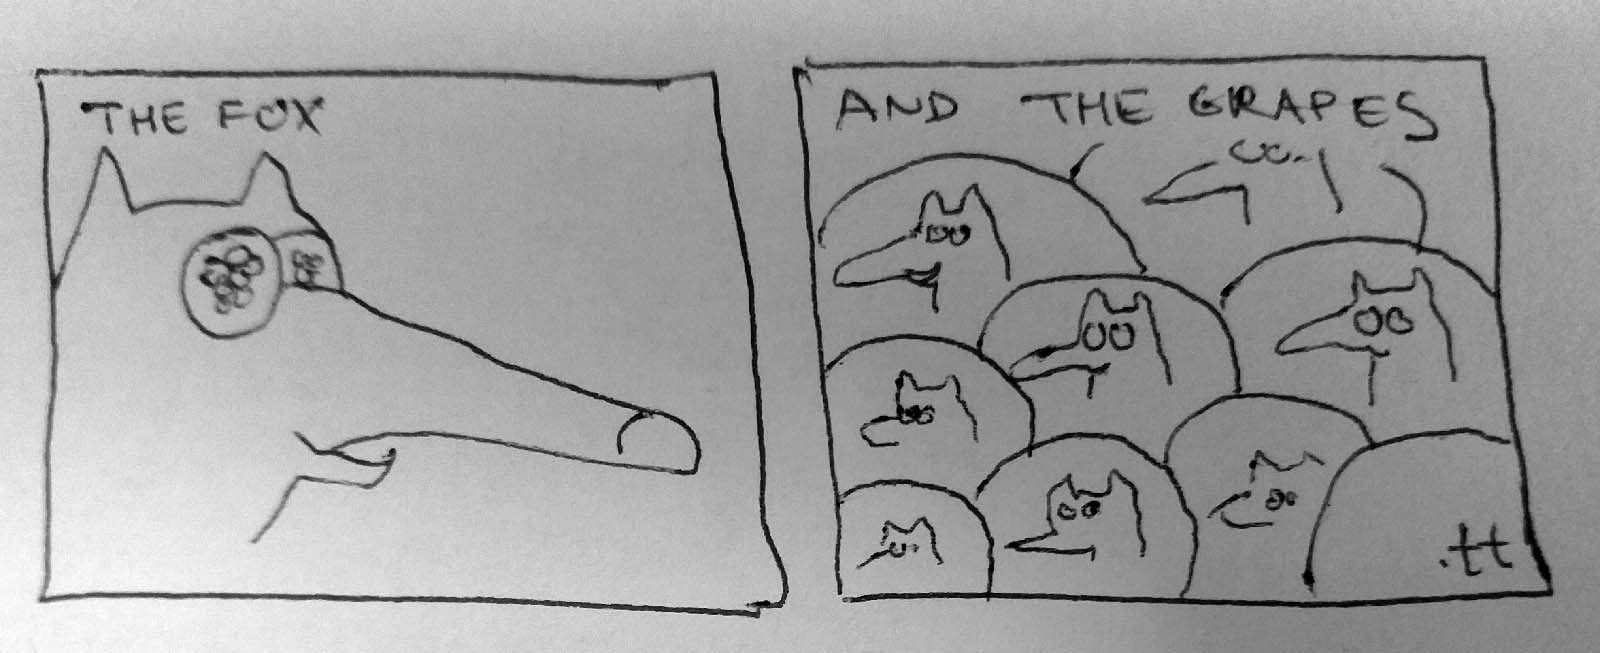 THE FOX
AND THE GRAPES
.tt